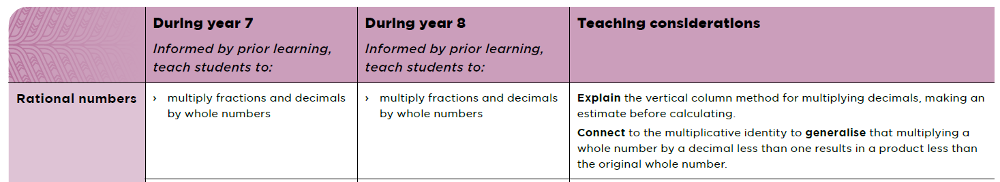 During year 7
Informed by prior learning,
teach students to:
During year 8
Informed by prior learning,
teach students to:
Teaching considerations
Rational numbers
› multiply fractions and decimals
by whole numbers
› multiply fractions and decimals
by whole numbers
Explain the vertical column method for multiplying decimals, making an
estimate before calculating.
Connect to the multiplicative identity to generalise that multiplying a
whole number by a decimal less than one results in a product less than
the original whole number.